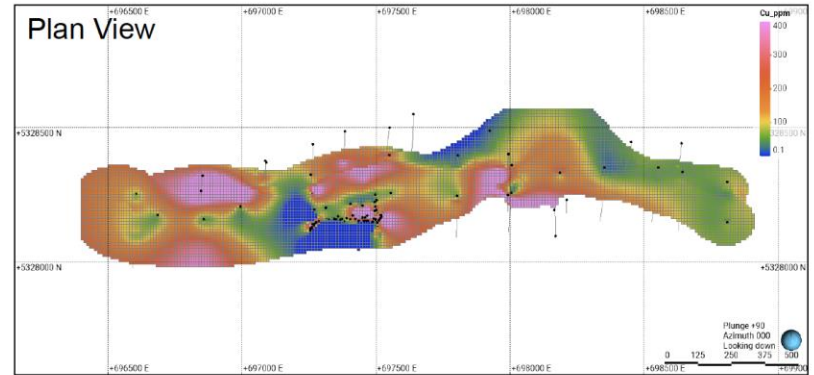 Plan View
+696500 E
+697000 E
+697500 E
+698000 E
+698500 E
Cu_ppm
400
300
200
100
0.1
+5328500 N
+5328000 N
+5328000 N
Plunge +90
Azimuth 000
Looking down
0 125 250 375 500
+696500 E
+697000 E
+697500 E
+698000 E
+698500 E